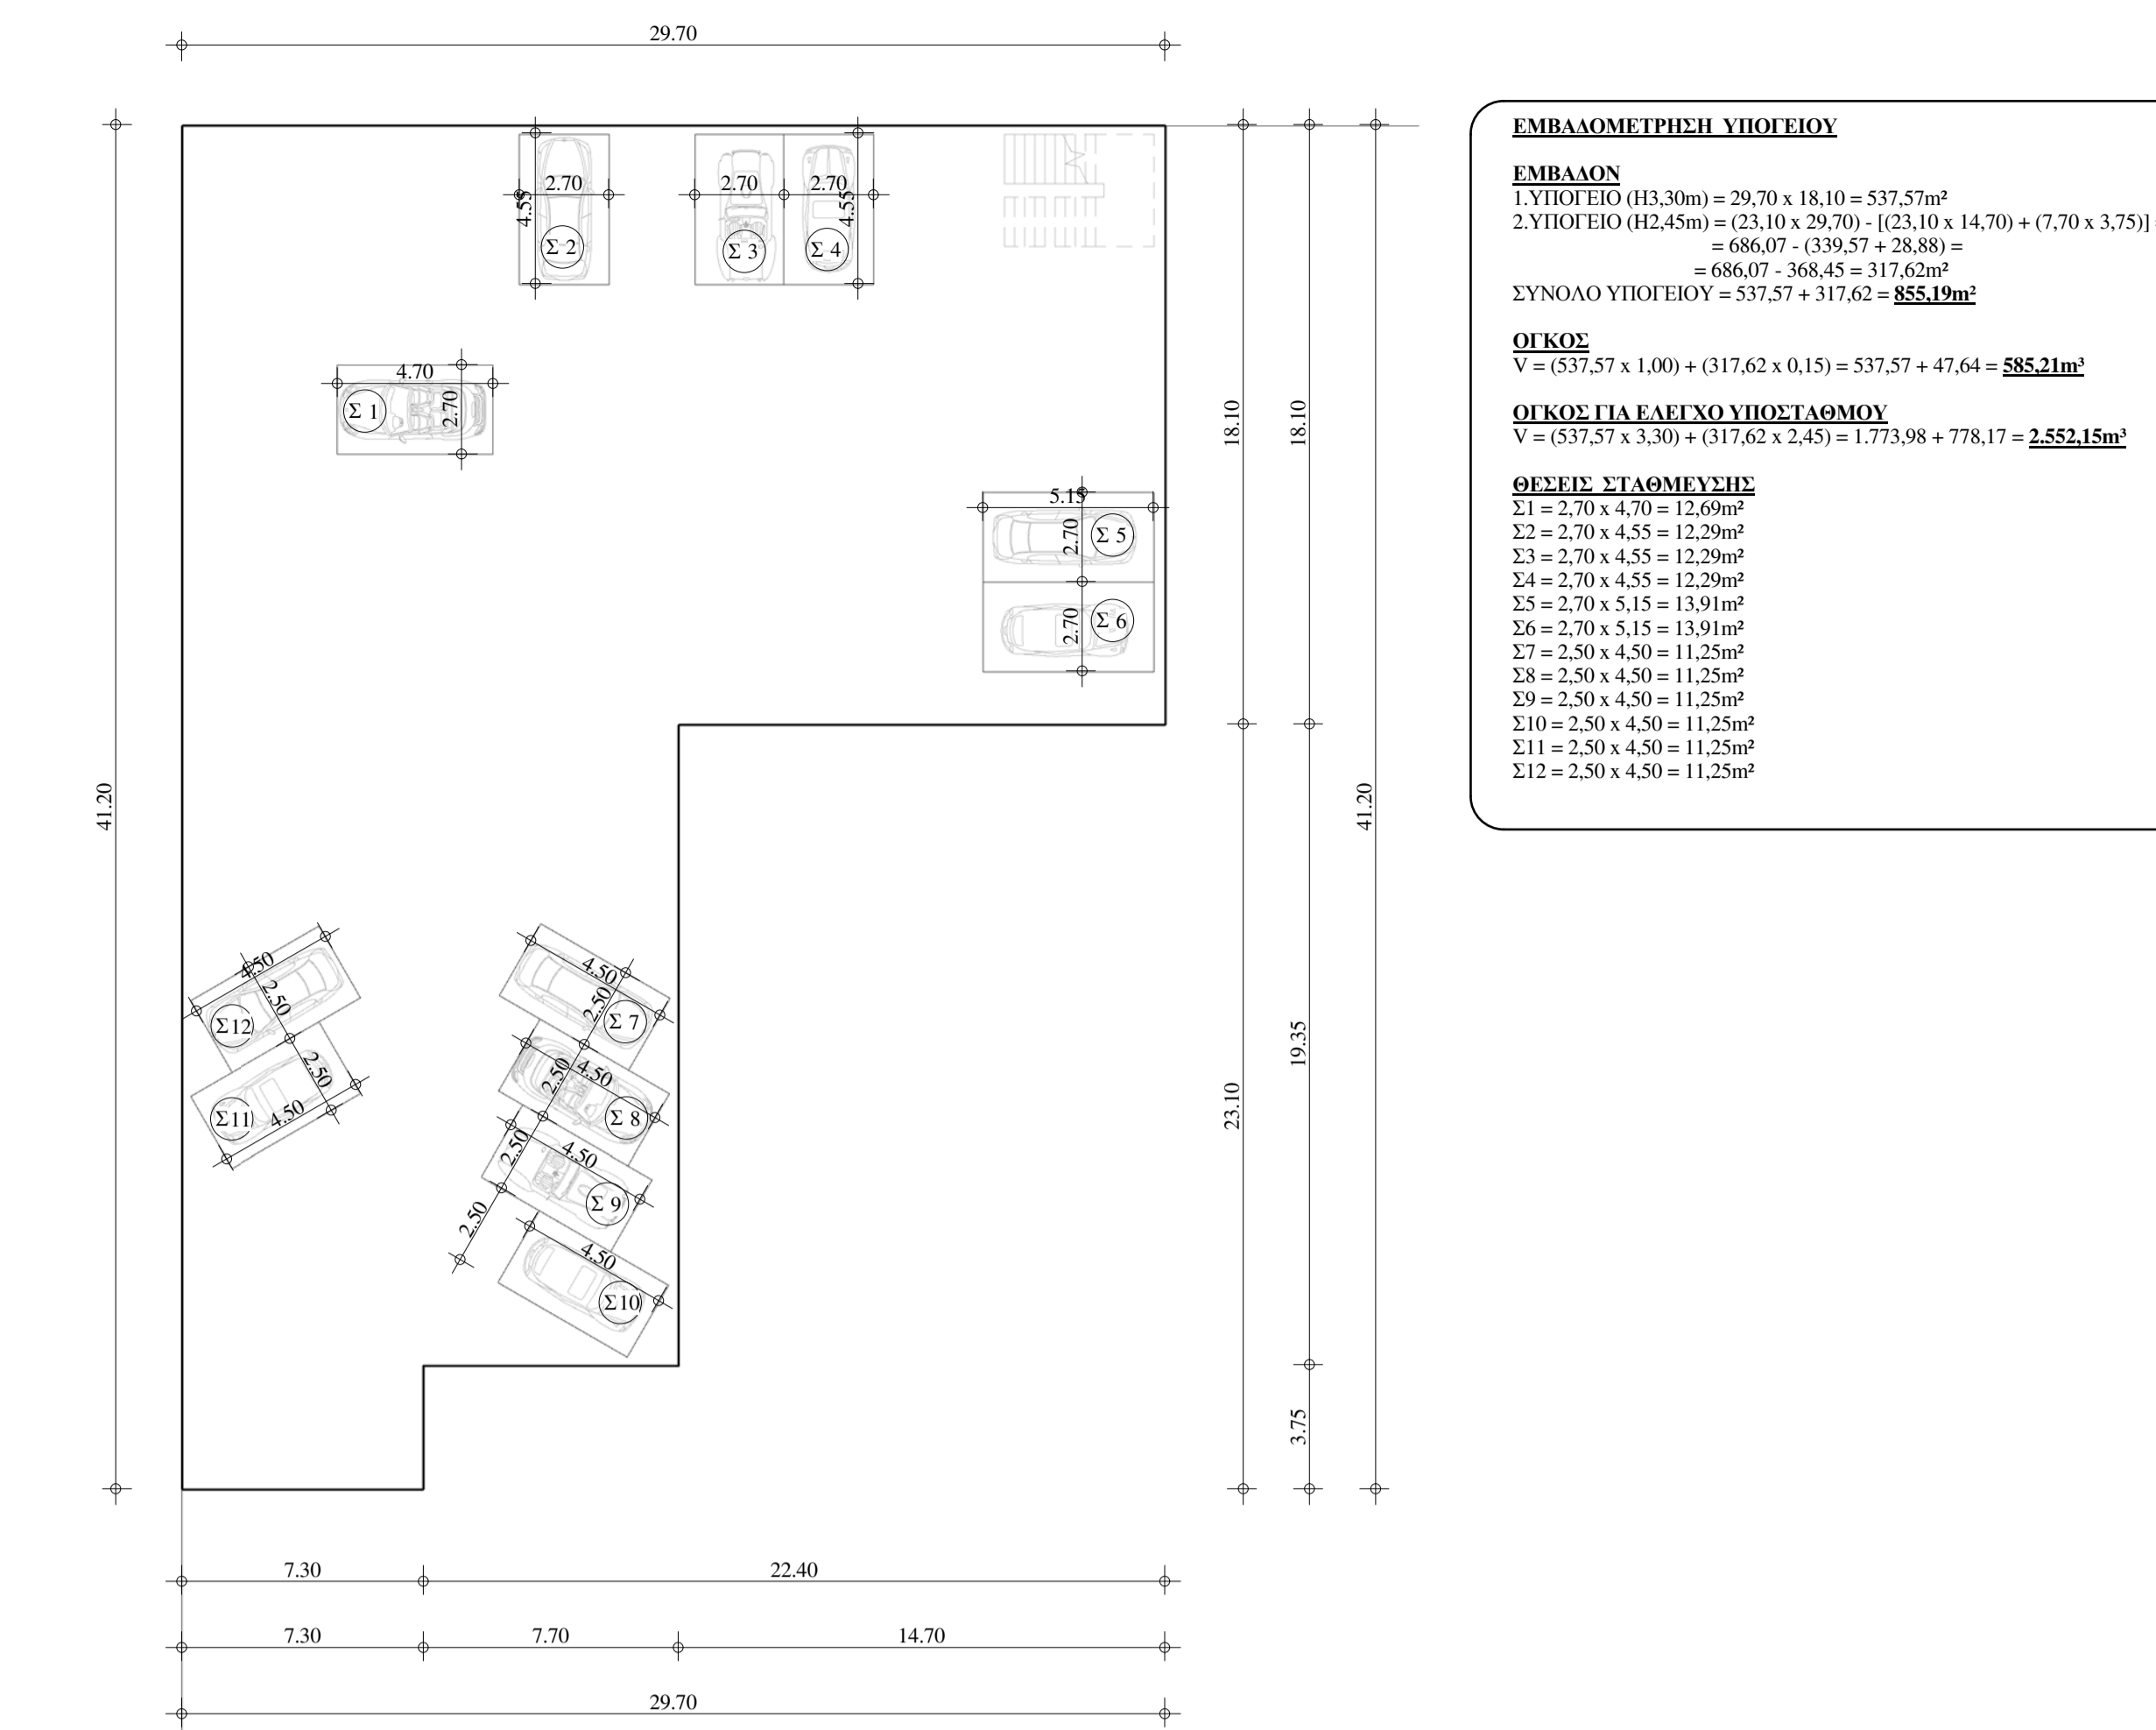 29.70
ΕΜΒΑΔΟΜΕΤΡΗΣΗ ΥΠΟΓΕΙΟΥ
ΕΜΒΑΔΟΝ
1.ΥΠΟΓΕΙΟ (Η3,30m) = 29,70 x 18,10 = 537,57m²
2.ΥΠΟΓΕΙΟ (Η2,45m) = (23,10 x 29,70) - [(23,10 x 14,70) + (7,70 x 3,75)] =
= 686,07 - (339,57 + 28,88) =
= 686,07 - 368,45 = 317,62m²
ΣΥΝΟΛΟ ΥΠΟΓΕΙΟΥ = 537,57 + 317,62 = 855,19m²
ΟΓΚΟΣ
V = (537,57 x 1,00) + (317,62 x 0,15) = 537,57 + 47,64 = 585,21m³
ΟΓΚΟΣ ΓΙΑ ΕΛΕΓΧΟ ΥΠΟΣΤΑΘΜΟΥ
V = (537,57 x 3,30) + (317,62 x 2,45) = 1.773,98 + 778,17 = 2.552,15m³
ΘΕΣΕΙΣ ΣΤΑΘΜΕΥΣΗΣ
Σ1 = 2,70 x 4,70 = 12,69m²
Σ2 = 2,70 x 4,55 = 12,29m²
Σ3 = 2,70 x 4,55 = 12,29m²
Σ4 = 2,70 x 4,55 = 12,29m²
Σ5 = 2,70 x 5,15 = 13,91m²
Σ6 = 2,70 x 5,15 = 13,91m²
Σ7 = 2,50 x 4,50 = 11,25m²
Σ8 = 2,50 x 4,50 = 11,25m²
Σ9 = 2,50 x 4,50 = 11,25m²
Σ10 = 2,50 x 4,50 = 11,25m²
Σ11 = 2,50 x 4,50 = 11,25m²
Σ12 = 2,50 x 4,50 = 11,25m²
2.70
4.55
Σ 2
2.70
Σ 3
2.70
4.55
Σ 4
4.70
2.70
Σ 1
5.15
2.70
Σ 5
2.70
Σ 6
18.10
18.10
41.20
41.20
19.35
23.10
3.75
4.50
2.50
Σ12
2.50
4.50
Σ11
4.50
2.50
Σ 7
4.50
2.50
Σ 8
4.50
2.50
Σ 9
2.50
4.50
Σ10
7.30
22.40
7.30
7.70
14.70
29.70